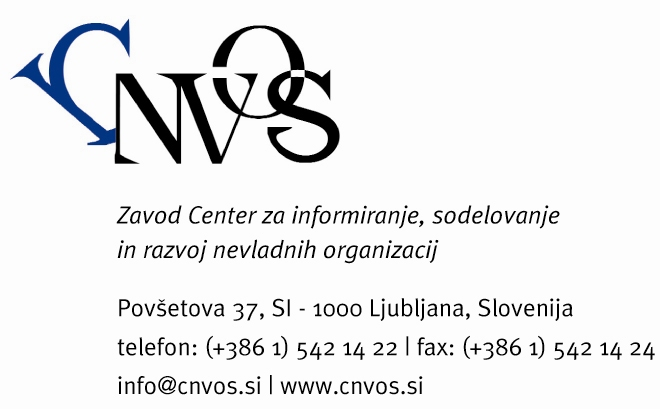 CNVOS
Zavod Center za informiranje, sodelovanje
in razvoj nevladnih organizacij
Povšetova 37, SI - 1000 Ljubljana, Slovenija
telefon: (+386 1) 542 14 22 | fax: (+386 1) 542 14 24
info@cnvos.si | www.cnvos.si